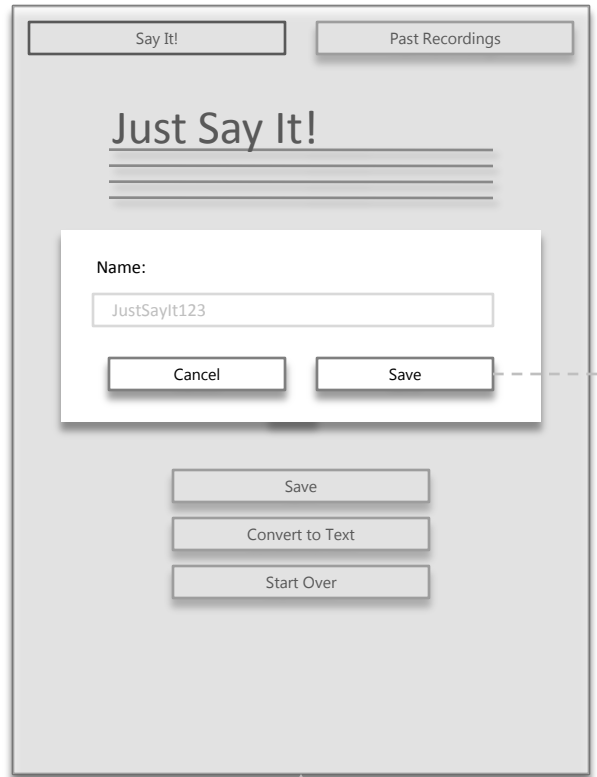 Say It!
Past Recordings
Just Say It!
Name:
JustSayIt123
Cancel
Save
Save
Convert to Text
Start Over